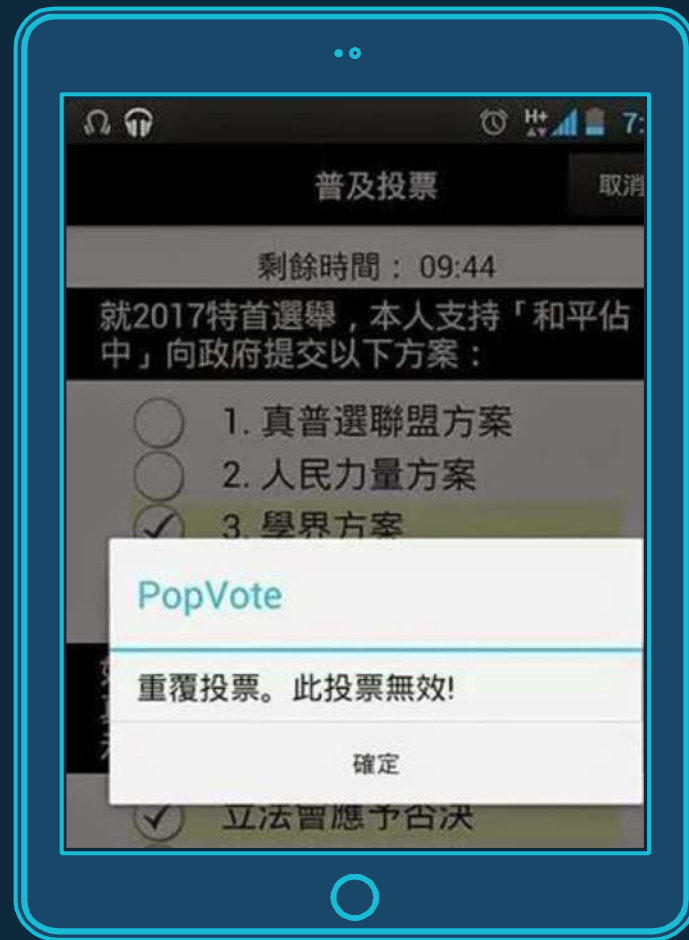 H+ 7:
普及投票 取消
剩餘時間： 09:44
就2017特首選舉，本人支持「和平佔
中」向政府提交以下方案：
1. 真普選聯盟方案
2. 人民力量方案
3. 學界方案
PopVote
重覆投票。此投票無效!
確定
立法會應予否決